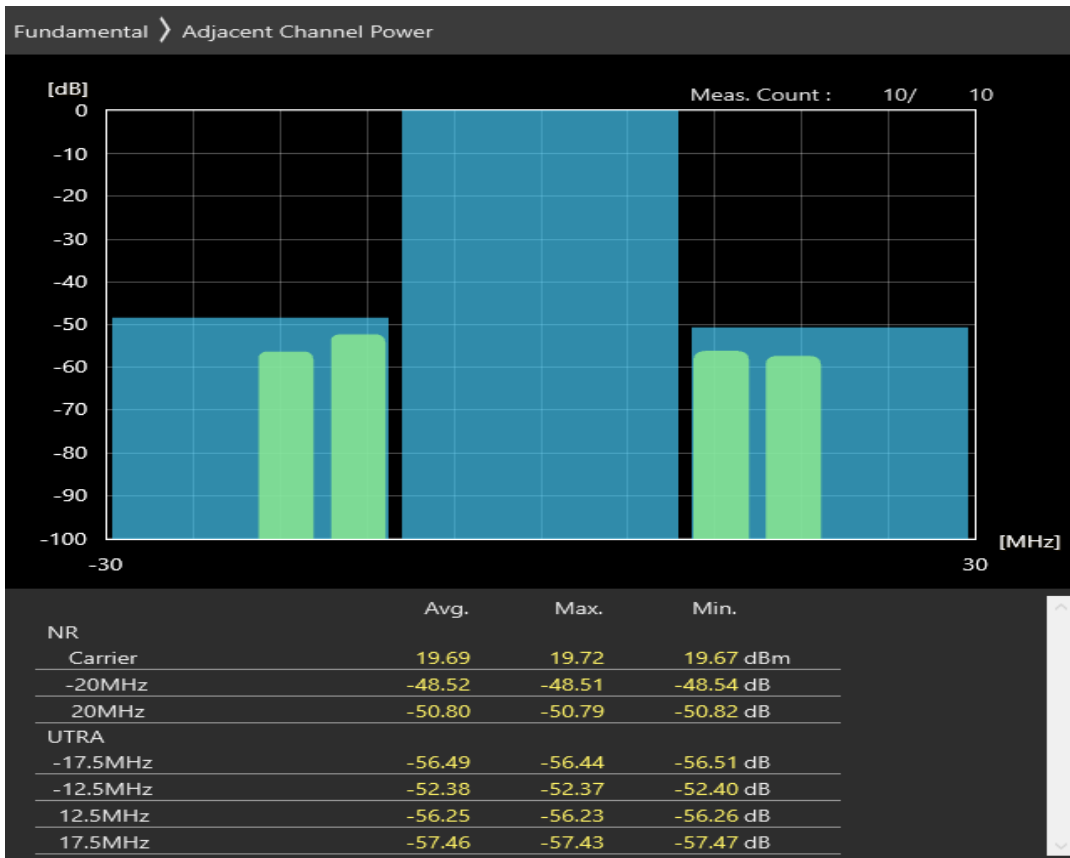 Fundamental 》 Adjacent Channel Power
[dB]
Meas. Count : 10/ 10
0
-10
-20
-30
-40
-50
-60
-70
-80
-90
-100
[MHz]
-30 30
Avg. Max. Min.
NR
Carrier 19.69 19.72 19.67 dBm
-20MHz -48.52 -48.51 -48.54 dB
20MHz -50.80 -50.79 -50.82 dB
UTRA
-17.5MHz -56.49 -56.44 -56.51 dB
-12.5MHz -52.38 -52.37 -52.40 dB
12.5MHz -56.25 -56.23 -56.26 dB
17.5MHz -57.46 -57.43 -57.47 dB